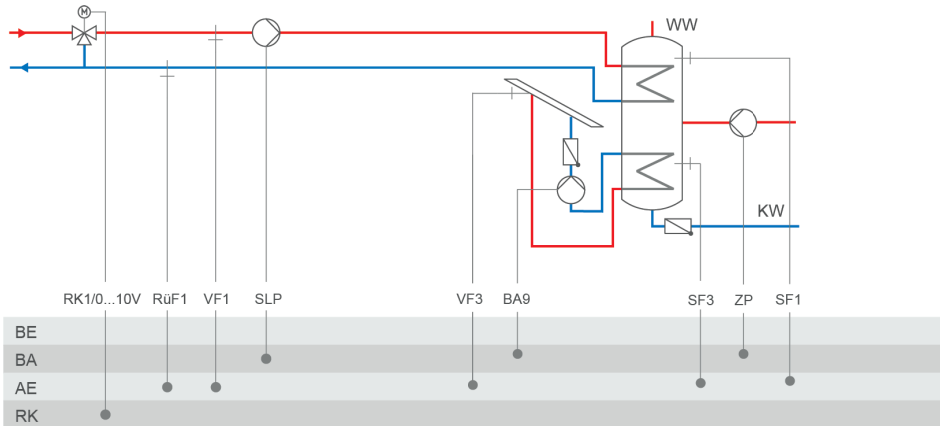 M
WW
KW
RK1/0...10V RüF1 VF1 SLP VF3 BA9 SF3 ZP SF1
BE
BA
AE
RK